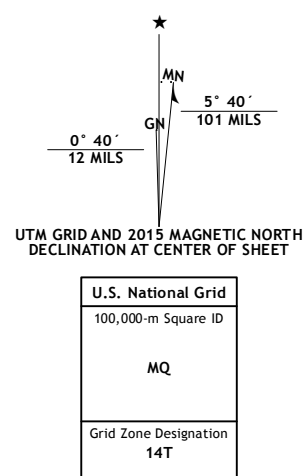 ★
MN
GN
5° 40´
101 MILS
0° 40´
12 MILS
UTM GRID AND 2015 MAGNETIC NORTH
DECLINATION AT CENTER OF SHEET
U.S. National Grid
100,000-m Square ID
MQ
Grid Zone Designation
14T